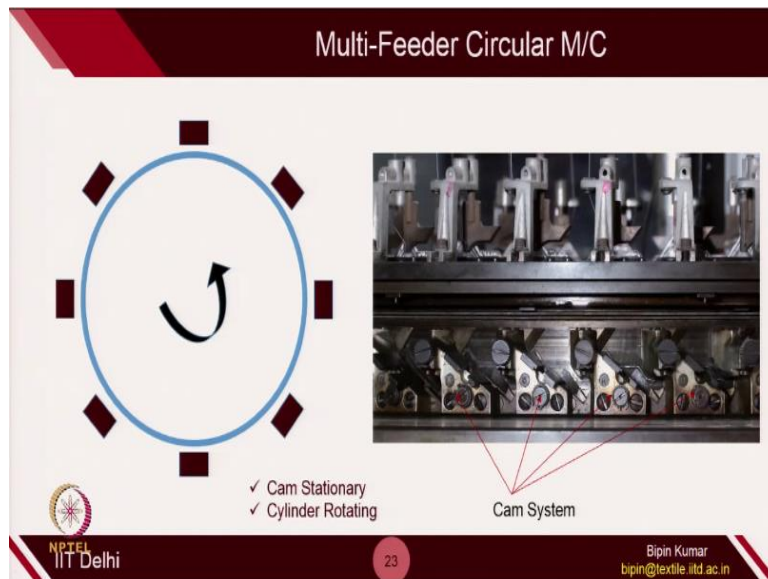 Multi-Feeder Circular M/C
✓ Cam Stationary
✓ Cylinder Rotating
Cam System
NPTEL
IIT Delhi
23
Bipin Kumar
bipin@textile.iitd.ac.in